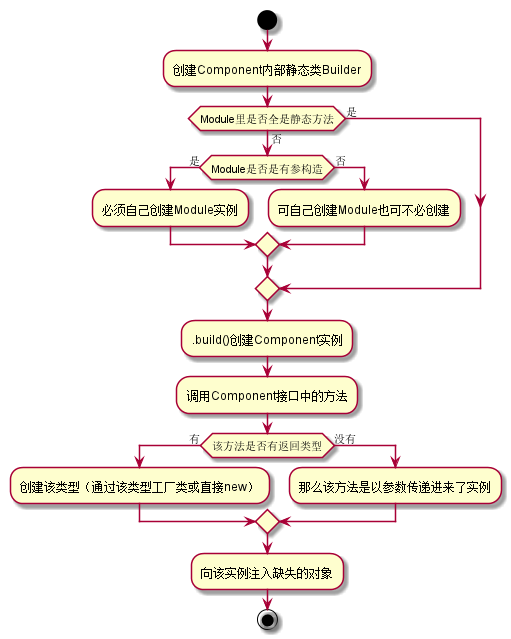 创建Component内部静态类Builder
Module里是否全是静态方法
是
否
Module是否是有参构造
是
否
必须自己创建Module实例
可自己创建Module也可不必创建
.build()创建Component实例
调用Component接口中的方法
该方法是否有返回类型
有
没有
创建该类型（通过该类型工厂类或直接new）
那么该方法是以参数传递进来了实例
向该实例注入缺失的对象